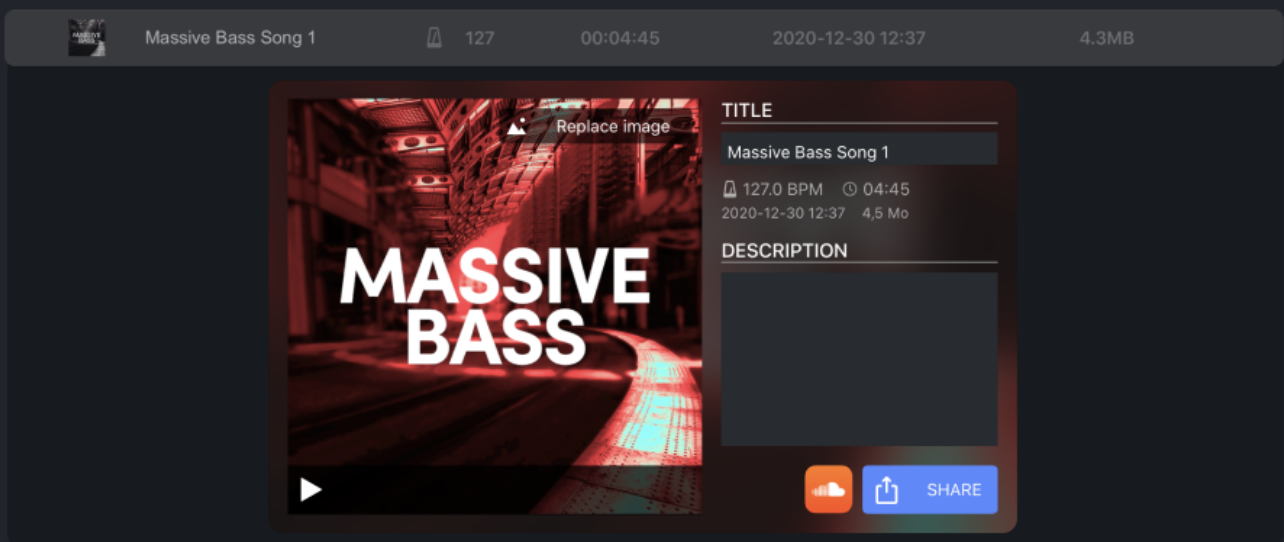 Massive Bass Song 1 127 00:04:45 2020-12-30 12:37 4.3MB
Replace image
MASSIVE
BASS
TITLE
Massive Bass Song 1
127.0 BPM 04:45
2020-12-30 12:37 4,5 Mo
DESCRIPTION
SHARE